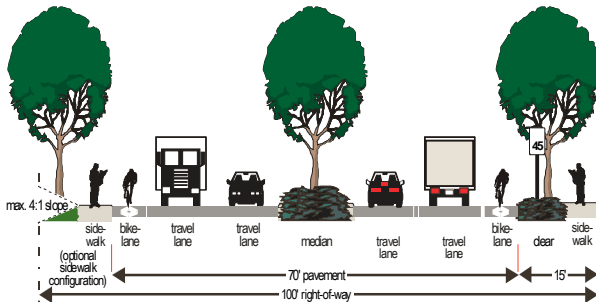 45
max. 4:1 slope
side-
walk
(optional
sidewalk
configuration)
bike-
lane
travel
lane
travel
lane
median
travel
lane
travel
lane
bike-
lane
clear
side-
walk
70' pavement
15'
100' right-of-way